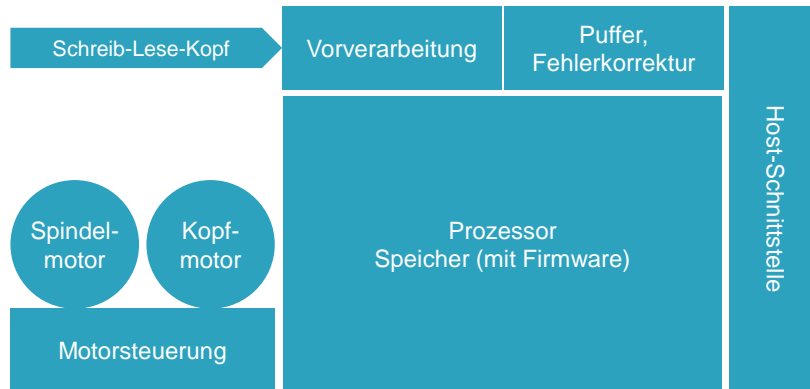 Schreib-Lese-Kopf
Vorverarbeitung
Puffer,
Fehlerkorrektur
Host-Schnittstelle
Spindel-
motor
Kopf-
motor
Prozessor
Speicher (mit Firmware)
Motorsteuerung